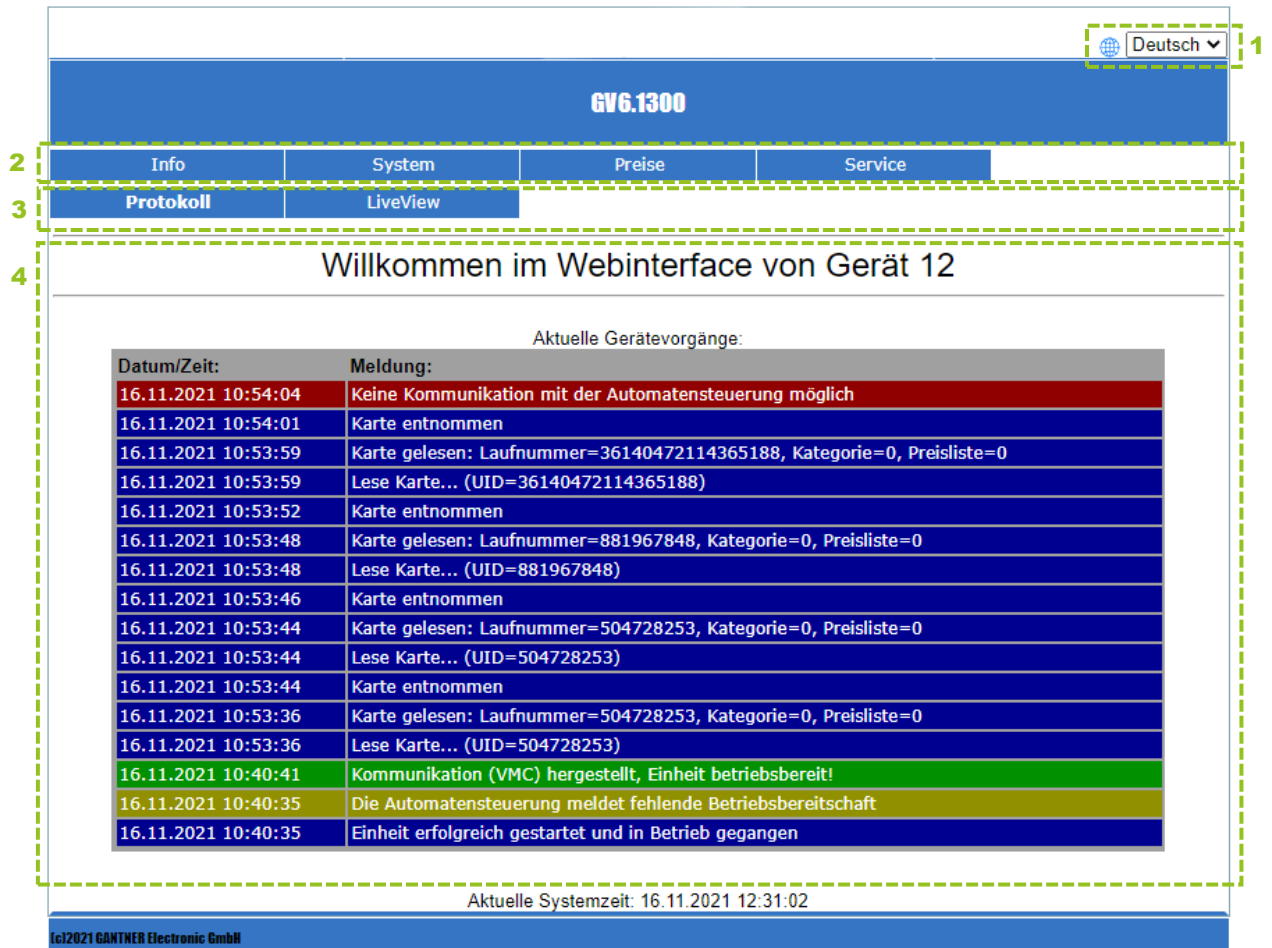 Deutsch 1
GV6.1300
2 Info System Preise Service
3 Protokoll LiveView
4 Willkommen im Webinterface von Gerät 12
Aktuelle Gerätevorgänge:
Datum/Zeit: Meldung:
16.11.2021 10:54:04 Keine Kommunikation mit der Automatensteuerung möglich
16.11.2021 10:54:01 Karte entnommen
16.11.2021 10:53:59 Karte gelesen: Laufnummer=36140472114365188, Kategorie=0, Preisliste=0
16.11.2021 10:53:59 Lese Karte... (UID=36140472114365188)
16.11.2021 10:53:52 Karte entnommen
16.11.2021 10:53:48 Karte gelesen: Laufnummer=881967848, Kategorie=0, Preisliste=0
16.11.2021 10:53:48 Lese Karte... (UID=881967848)
16.11.2021 10:53:46 Karte entnommen
16.11.2021 10:53:44 Karte gelesen: Laufnummer=504728253, Kategorie=0, Preisliste=0
16.11.2021 10:53:44 Lese Karte... (UID=504728253)
16.11.2021 10:53:44 Karte entnommen
16.11.2021 10:53:36 Karte gelesen: Laufnummer=504728253, Kategorie=0, Preisliste=0
16.11.2021 10:53:36 Lese Karte... (UID=504728253)
16.11.2021 10:40:41 Kommunikation (VMC) hergestellt, Einheit betriebsbereit!
16.11.2021 10:40:35 Die Automatensteuerung meldet fehlende Betriebsbereitschaft
16.11.2021 10:40:35 Einheit erfolgreich gestartet und in Betrieb gegangen
Aktuelle Systemzeit: 16.11.2021 12:31:02
(c)2021 GANTNER Electronic GmbH